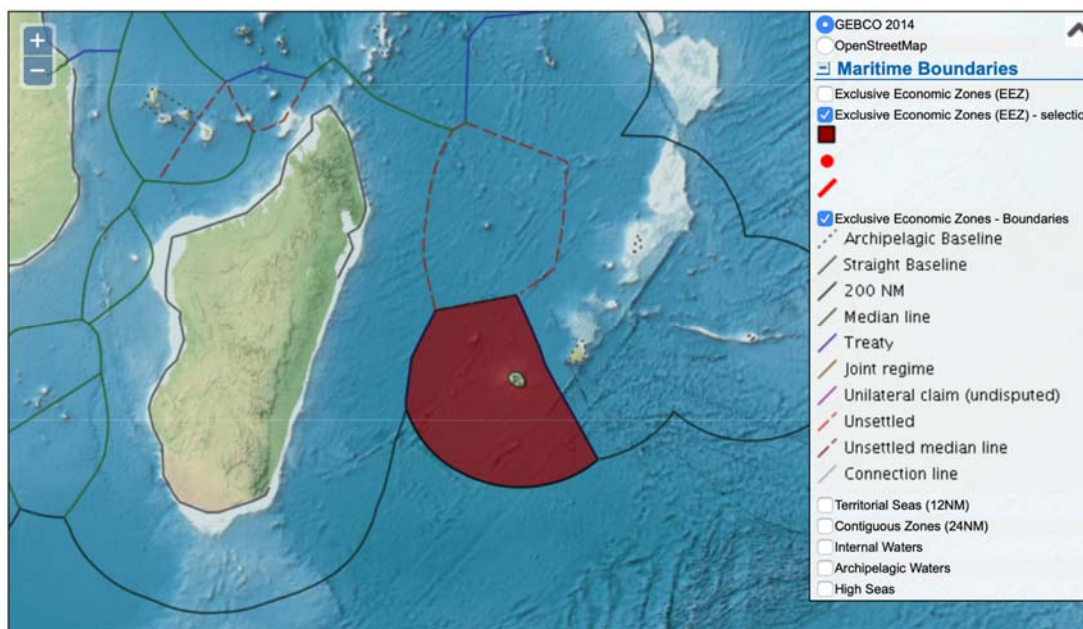 +
−
GEBCO 2014
OpenStreetMap
Maritime Boundaries
Exclusive Economic Zones (EEZ)
Exclusive Economic Zones (EEZ) - selectio
Exclusive Economic Zones - Boundaries
Archipelagic Baseline
Straight Baseline
200 NM
Median line
Treaty
Joint regime
Unilateral claim (undisputed)
Unsettled
Unsettled median line
Connection line
Territorial Seas (12NM)
Contiguous Zones (24NM)
Internal Waters
Archipelagic Waters
High Seas